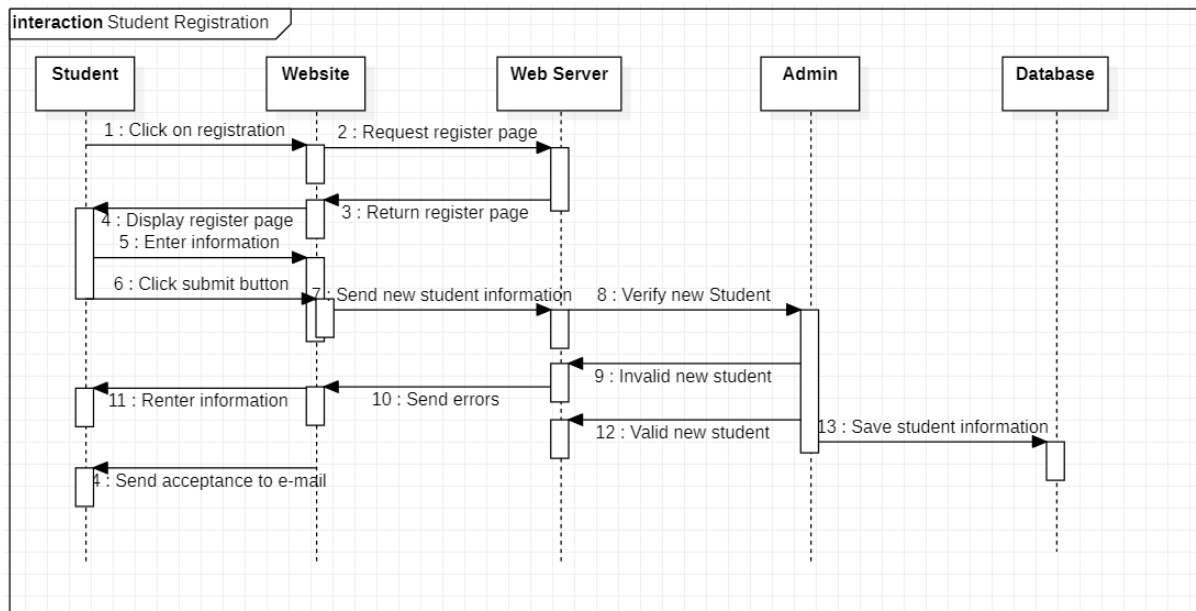 interaction Student Registration
Student
Website
Web Server
Admin
Database
1 : Click on registration
2 : Request register page
3 : Return register page
4 : Display register page
5 : Enter information
6 : Click submit button
7 : Send new student information
8 : Verify new Student
9 : Invalid new student
10 : Send errors
11 : Renter information
12 : Valid new student
13 : Save student information
4 : Send acceptance to e-mail